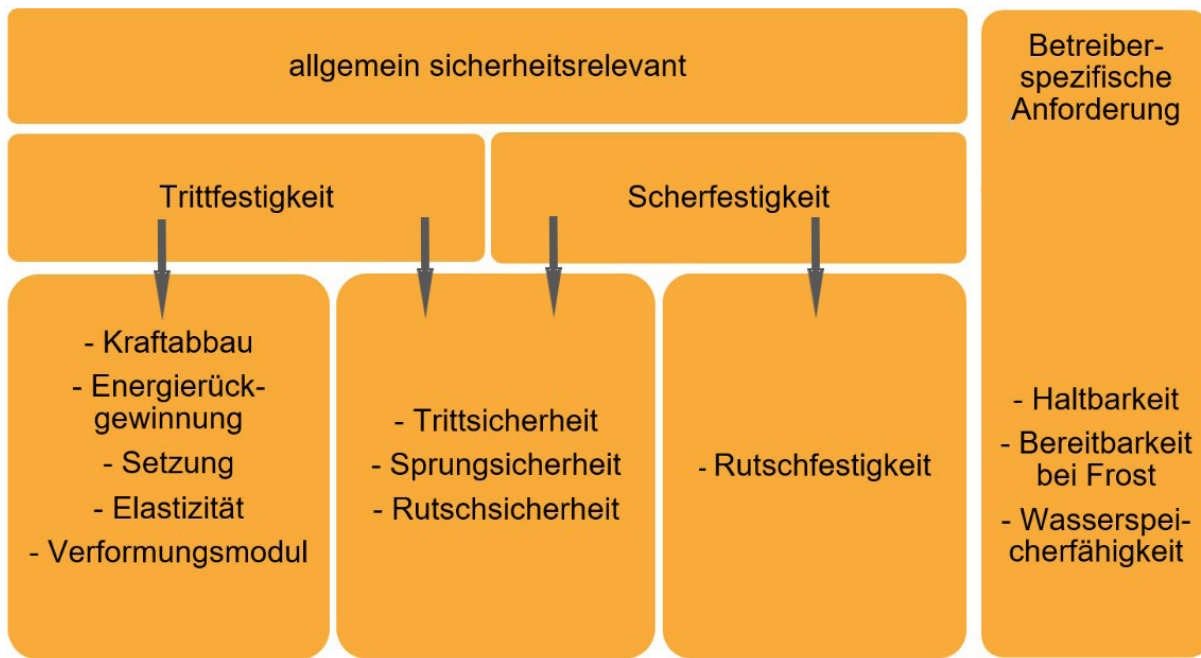 allgemein sicherheitsrelevant
Betreiber-
spezifische
Anforderung
Trittfestigkeit
Scherfestigkeit
- Kraftabbau
- Energierück-
gewinnung
- Setzung
- Elastizität
- Verformungsmodul
- Trittsicherheit
- Sprungsicherheit
- Rutschsicherheit
- Rutschfestigkeit
- Haltbarkeit
- Bereitbarkeit
bei Frost
- Wasserspei-
cherfähigkeit